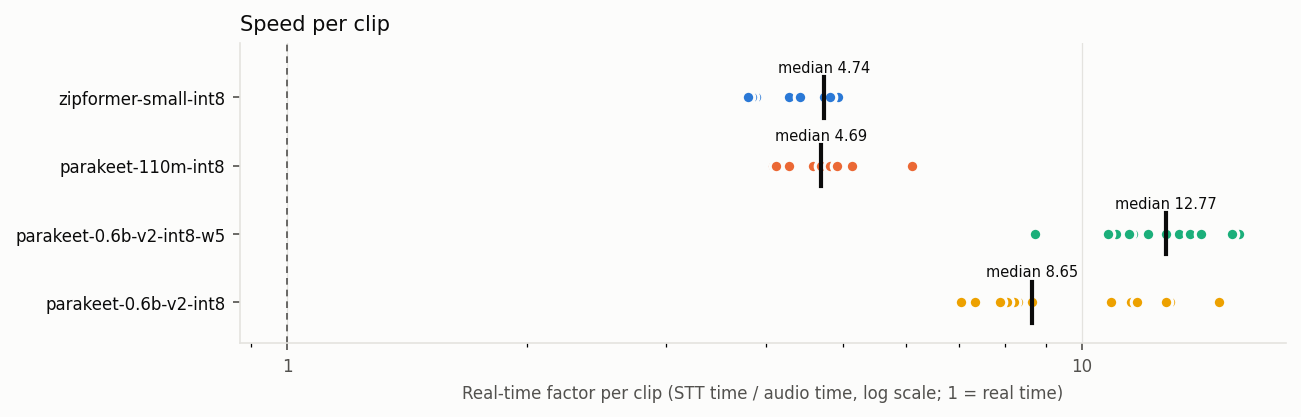 Speed per clip
median 4.74
zipformer-small-int8
median 4.69
parakeet-110m-int8
median 12.77
parakeet-0.6b-v2-int8-w5
median 8.65
parakeet-0.6b-v2-int8
1
10
Real-time factor per clip (STT time / audio time, log scale; 1 = real time)